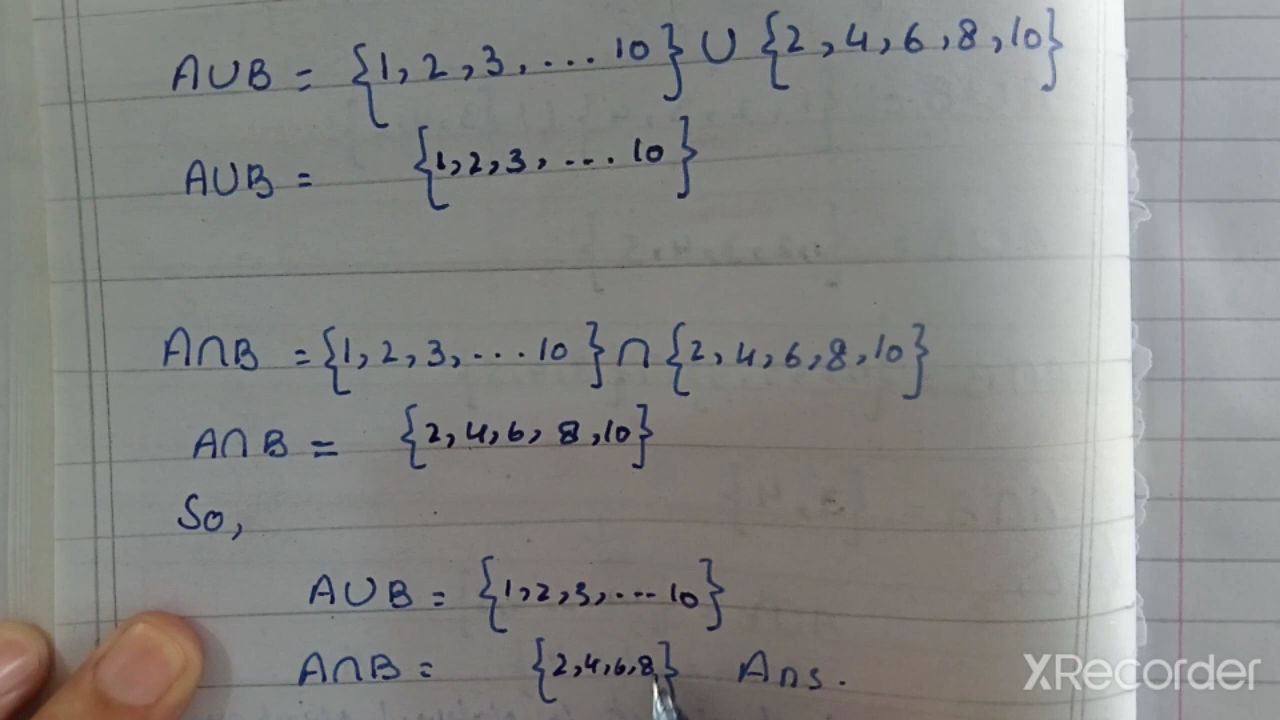 A∪B = {1, 2, 3, ... 10} ∪ {2, 4, 6, 8, 10}
A∪B = {1, 2, 3, ... 10}
A∩B = {1, 2, 3, ... 10} ∩ {2, 4, 6, 8, 10}
A∩B = {2, 4, 6, 8, 10}
So,
A∪B = {1, 2, 3, ... 10}
A∩B = {2, 4, 6, 8} Ans.
XRecorder